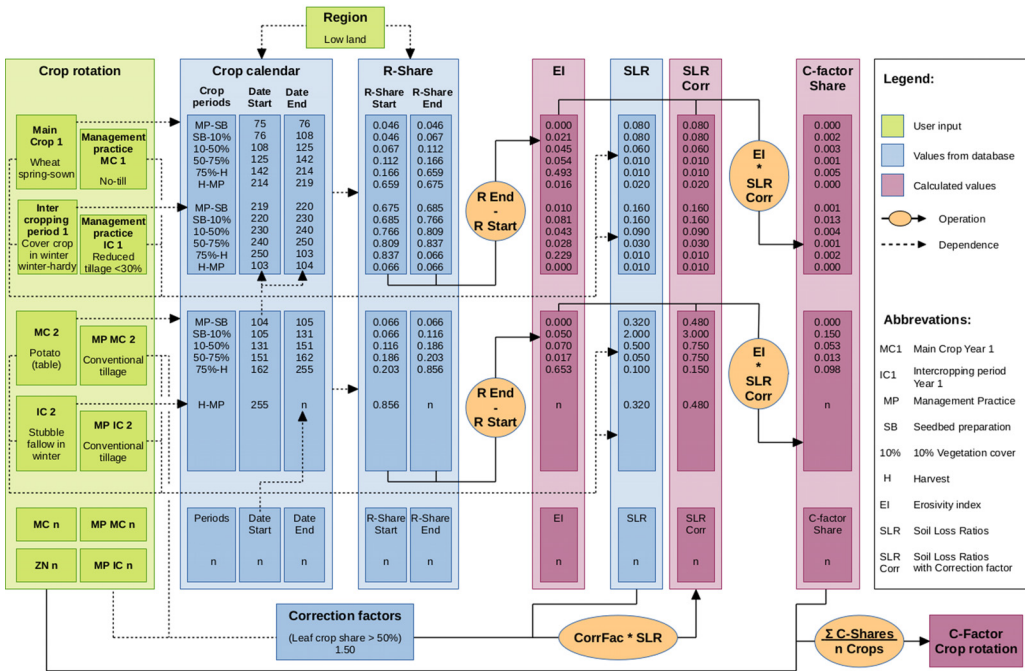 Region
Low land
Crop rotation
Crop calendar
R-Share
EI
SLR
SLR
Corr
C-factor
Share
Legend:
User input
Values from database
Calculated values
Operation
Dependence
Abbrevations:
MC1 Main Crop Year 1
IC1 Intercropping period
Year 1
MP Management Practice
SB Seedbed preparation
10% 10% Vegetation cover
H Harvest
EI Erosivity index
SLR Soil Loss Ratios
SLR Soil Loss Ratios
Corr with Correction factor
Main
Crop 1
Wheat
spring-sown
Management
practice
MC 1
No-till
Inter
cropping
period 1
Cover crop
in winter
winter-hardy
Management
practice
IC 1
Reduced
tillage <30%
MC 2
Potato
(table)
MP MC 2
Conventional
tillage
IC 2
Stubble
fallow in
winter
MP IC 2
Conventional
tillage
MC n MP MC n
ZN n MP IC n
Crop
periods
Date
Start
Date
End
R-Share
Start
R-Share
End
MP-SB 75 76 0.046 0.046 0.000 0.080 0.080 0.000
SB-10% 76 108 0.046 0.067 0.021 0.080 0.080 0.002
10-50% 108 125 0.067 0.112 0.045 0.060 0.060 0.003
50-75% 125 142 0.112 0.166 0.054 0.010 0.010 0.001
75%-H 142 214 0.166 0.659 0.493 0.010 0.010 0.005
H-MP 214 219 0.659 0.675 0.016 0.020 0.020 0.000
MP-SB 219 220 0.675 0.685 0.010 0.160 0.160 0.001
SB-10% 220 230 0.685 0.766 0.081 0.160 0.160 0.013
10-50% 230 240 0.766 0.809 0.043 0.090 0.090 0.004
50-75% 240 250 0.809 0.837 0.028 0.030 0.030 0.001
75%-H 250 103 0.837 0.066 0.229 0.010 0.010 0.002
H-MP 103 104 0.066 0.066 0.000 0.010 0.010 0.000
MP-SB 104 105 0.066 0.066 0.000 0.320 0.480 0.000
SB-10% 105 131 0.066 0.116 0.050 2.000 3.000 0.150
10-50% 131 151 0.116 0.186 0.070 0.500 0.750 0.053
50-75% 151 162 0.186 0.203 0.017 0.050 0.750 0.013
75%-H 162 255 0.203 0.856 0.653 0.100 0.150 0.098
H-MP 255 n 0.856 n n 0.320 0.480 n
R End
-
R Start
EI
*
SLR
Corr
R End
-
R Start
EI
*
SLR
Corr
Periods
Date
Start
Date
End
R-Share
Start
R-Share
End
EI
SLR
SLR
Corr
C-factor
Share
n n n n n n n n n
Correction factors
(Leaf crop share > 50%)
1.50
CorrFac * SLR
Σ C-Shares
n Crops
C-Factor
Crop rotation